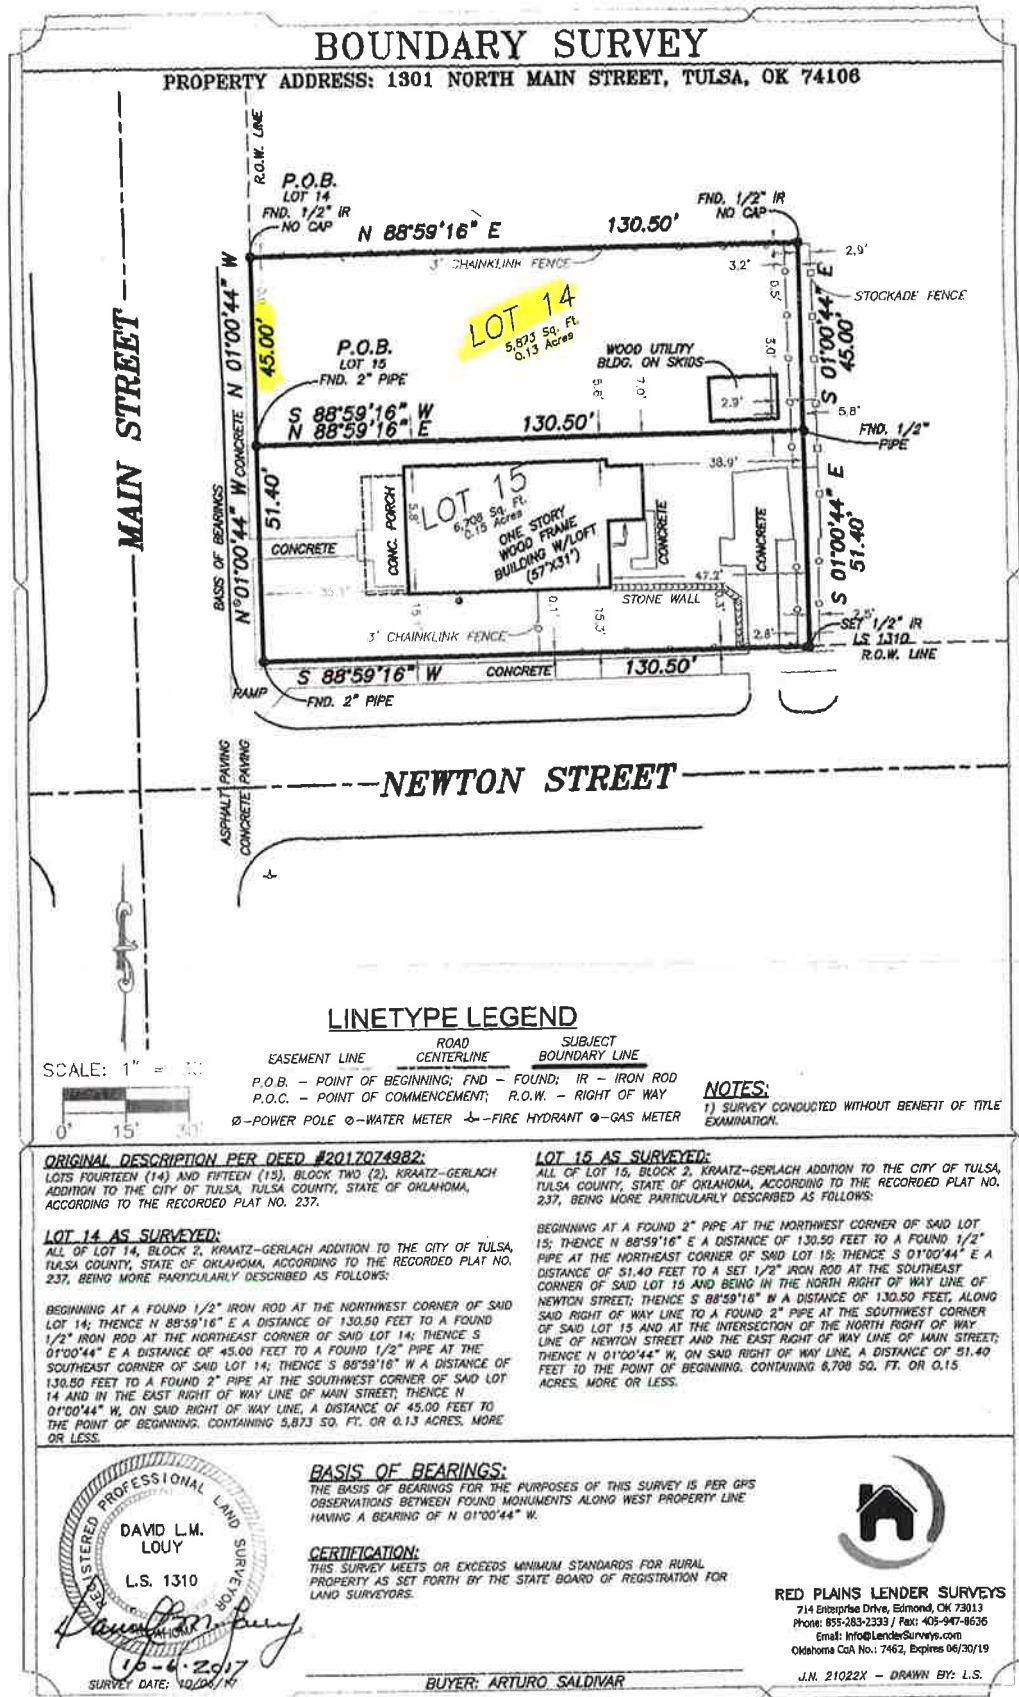 BOUNDARY SURVEY
PROPERTY ADDRESS: 1301 NORTH MAIN STREET, TULSA, OK 74106
R.O.W. LINE
P.O.B.
LOT 14
FND. 1/2" IR
NO CAP
N 88°59'16" E
130.50'
FND. 1/2" IR
NO CAP
3' CHAINKLINK FENCE
3.2'
2.9'
0.5'
STOCKADE FENCE
S 01°00'44" E
45.00'
LOT 14
5,873 Sq. Ft.
0.13 Acres
N 01°00'44" W
45.00'
CONCRETE
P.O.B.
LOT 15
FND. 2" PIPE
WOOD UTILITY
BLDG. ON SKIDS
3.0'
5.6'
7.0'
2.9'
5.8'
S 88°59'16" W
N 88°59'16" E
130.50'
FND. 1/2"
PIPE
MAIN STREET
BASIS OF BEARINGS
N 01°00'44" W
51.40'
38.9'
CONC. PORCH
5.8'
LOT 15
6,708 Sq. Ft.
0.15 Acres
ONE STORY
WOOD FRAME
BUILDING W/LOFT
(57'X31')
CONCRETE
CONCRETE
CONCRETE
S 01°00'44" E
51.40'
47.2'
STONE WALL
0.1'
15.3'
3' CHAINKLINK FENCE
2.8'
2.5'
SET 1/2" IR
LS 1310
R.O.W. LINE
S 88°59'16" W
CONCRETE
130.50'
RAMP
FND. 2" PIPE
ASPHALT PAVING
CONCRETE PAVING
NEWTON STREET
LINETYPE LEGEND
EASEMENT LINE
ROAD
CENTERLINE
SUBJECT
BOUNDARY LINE
P.O.B. - POINT OF BEGINNING; FND - FOUND; IR - IRON ROD
P.O.C. - POINT OF COMMENCEMENT; R.O.W. - RIGHT OF WAY
Ø-POWER POLE -WATER METER -FIRE HYDRANT -GAS METER
SCALE: 1" =
0' 15' 30'
NOTES:
1) SURVEY CONDUCTED WITHOUT BENEFIT OF TITLE
EXAMINATION.
ORIGINAL DESCRIPTION PER DEED #2017074982:
LOTS FOURTEEN (14) AND FIFTEEN (15), BLOCK TWO (2), KRAATZ-GERLACH
ADDITION TO THE CITY OF TULSA, TULSA COUNTY, STATE OF OKLAHOMA,
ACCORDING TO THE RECORDED PLAT NO. 237.
LOT 14 AS SURVEYED:
ALL OF LOT 14, BLOCK 2, KRAATZ-GERLACH ADDITION TO THE CITY OF TULSA,
TULSA COUNTY, STATE OF OKLAHOMA, ACCORDING TO THE RECORDED PLAT NO.
237, BEING MORE PARTICULARLY DESCRIBED AS FOLLOWS:
BEGINNING AT A FOUND 1/2" IRON ROD AT THE NORTHWEST CORNER OF SAID
LOT 14; THENCE N 88°59'16" E A DISTANCE OF 130.50 FEET TO A FOUND
1/2" IRON ROD AT THE NORTHEAST CORNER OF SAID LOT 14; THENCE S
01°00'44" E A DISTANCE OF 45.00 FEET TO A FOUND 1/2" PIPE AT THE
SOUTHEAST CORNER OF SAID LOT 14; THENCE S 88°59'16" W A DISTANCE OF
130.50 FEET TO A FOUND 2" PIPE AT THE SOUTHWEST CORNER OF SAID LOT
14 AND IN THE EAST RIGHT OF WAY LINE OF MAIN STREET; THENCE N
01°00'44" W, ON SAID RIGHT OF WAY LINE, A DISTANCE OF 45.00 FEET TO
THE POINT OF BEGINNING. CONTAINING 5,873 SQ. FT. OR 0.13 ACRES, MORE
OR LESS.
LOT 15 AS SURVEYED:
ALL OF LOT 15, BLOCK 2, KRAATZ-GERLACH ADDITION TO THE CITY OF TULSA,
TULSA COUNTY, STATE OF OKLAHOMA, ACCORDING TO THE RECORDED PLAT NO.
237, BEING MORE PARTICULARLY DESCRIBED AS FOLLOWS:
BEGINNING AT A FOUND 2" PIPE AT THE NORTHWEST CORNER OF SAID LOT
15; THENCE N 88°59'16" E A DISTANCE OF 130.50 FEET TO A FOUND 1/2"
PIPE AT THE NORTHEAST CORNER OF SAID LOT 15; THENCE S 01°00'44" E A
DISTANCE OF 51.40 FEET TO A SET 1/2" IRON ROD AT THE SOUTHEAST
CORNER OF SAID LOT 15 AND BEING IN THE NORTH RIGHT OF WAY LINE OF
NEWTON STREET; THENCE S 88°59'16" W A DISTANCE OF 130.50 FEET, ALONG
SAID RIGHT OF WAY LINE TO A FOUND 2" PIPE AT THE SOUTHWEST CORNER
OF SAID LOT 15 AND AT THE INTERSECTION OF THE NORTH RIGHT OF WAY
LINE OF NEWTON STREET AND THE EAST RIGHT OF WAY LINE OF MAIN STREET;
THENCE N 01°00'44" W, ON SAID RIGHT OF WAY LINE, A DISTANCE OF 51.40
FEET TO THE POINT OF BEGINNING. CONTAINING 6,708 SQ. FT. OR 0.15
ACRES, MORE OR LESS.
REGISTERED PROFESSIONAL LAND SURVEYOR
DAVID L.M.
LOUY
L.S. 1310
OKLAHOMA
10-6-2017
SURVEY DATE: 10/06/17
BASIS OF BEARINGS:
THE BASIS OF BEARINGS FOR THE PURPOSES OF THIS SURVEY IS PER GPS
OBSERVATIONS BETWEEN FOUND MONUMENTS ALONG WEST PROPERTY LINE
HAVING A BEARING OF N 01°00'44" W.
CERTIFICATION:
THIS SURVEY MEETS OR EXCEEDS MINIMUM STANDARDS FOR RURAL
PROPERTY AS SET FORTH BY THE STATE BOARD OF REGISTRATION FOR
LAND SURVEYORS.
BUYER: ARTURO SALDIVAR
RED PLAINS LENDER SURVEYS
714 Enterprise Drive, Edmond, OK 73013
Phone: 855-283-2333 / Fax: 405-947-8636
Email: Info@LenderSurveys.com
Oklahoma CoA No.: 7462, Expires 06/30/19
J.N. 21022X - DRAWN BY: L.S.